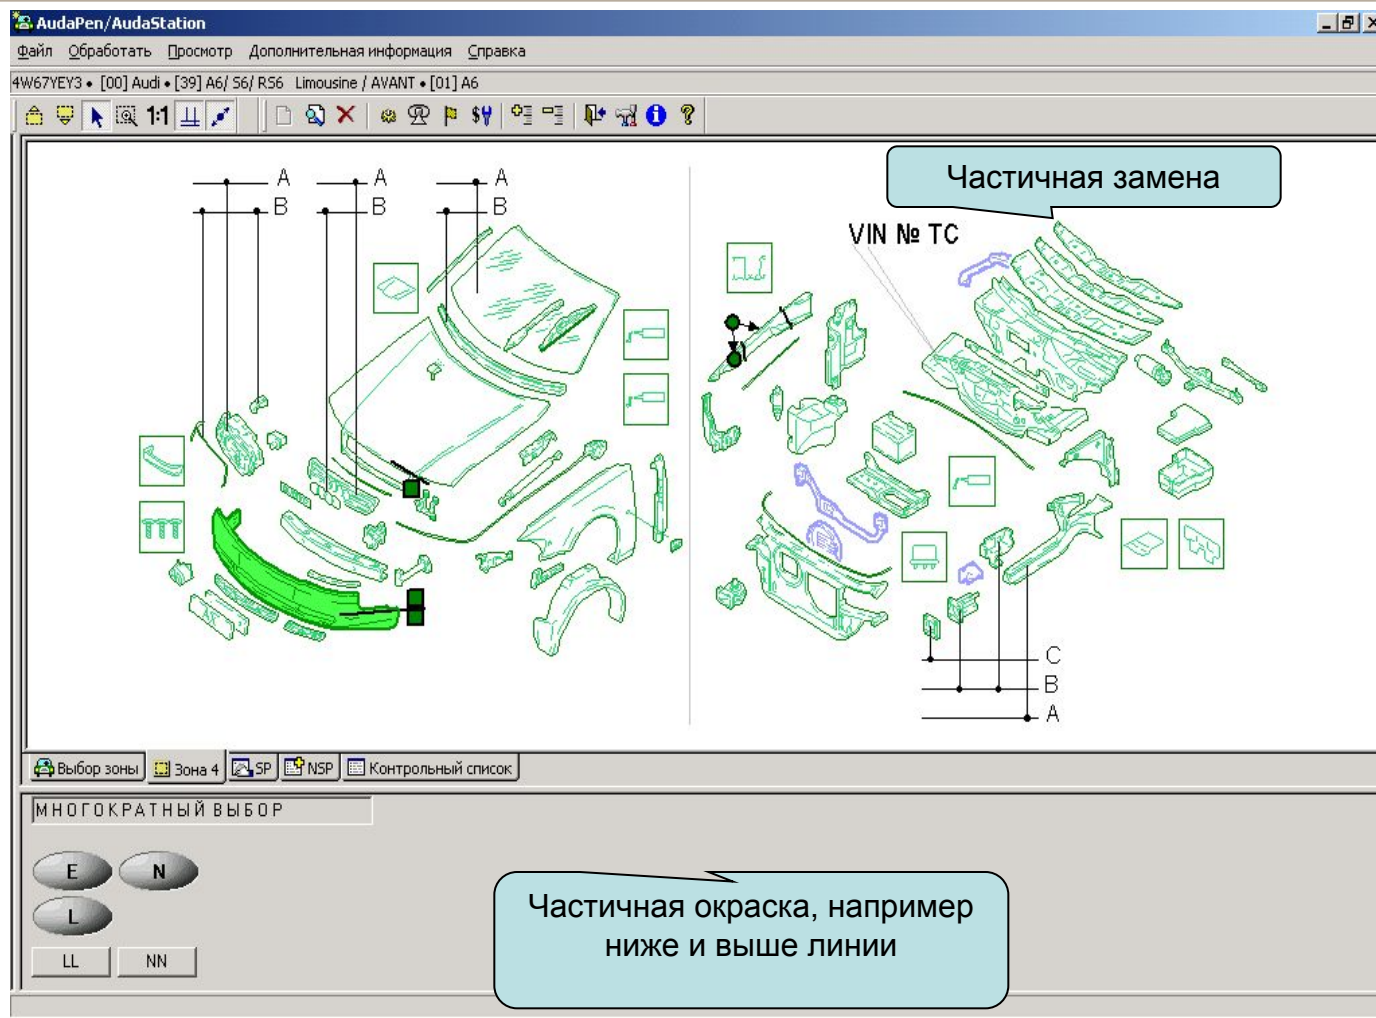 AudaPen/AudaStation
Файл Обработать Просмотр Дополнительная информация Справка
4W67YEY3 • [00] Audi • [39] A6/ S6/ RS6 Limousine / AVANT • [01] A6
1:1
Частичная замена
A A A
B B B
VIN № TC
C
B
A
Выбор зоны Зона 4 SP NSP Контрольный список
МНОГОКРАТНЫЙ ВЫБОР
E N
L
LL NN
Частичная окраска, например
ниже и выше линии